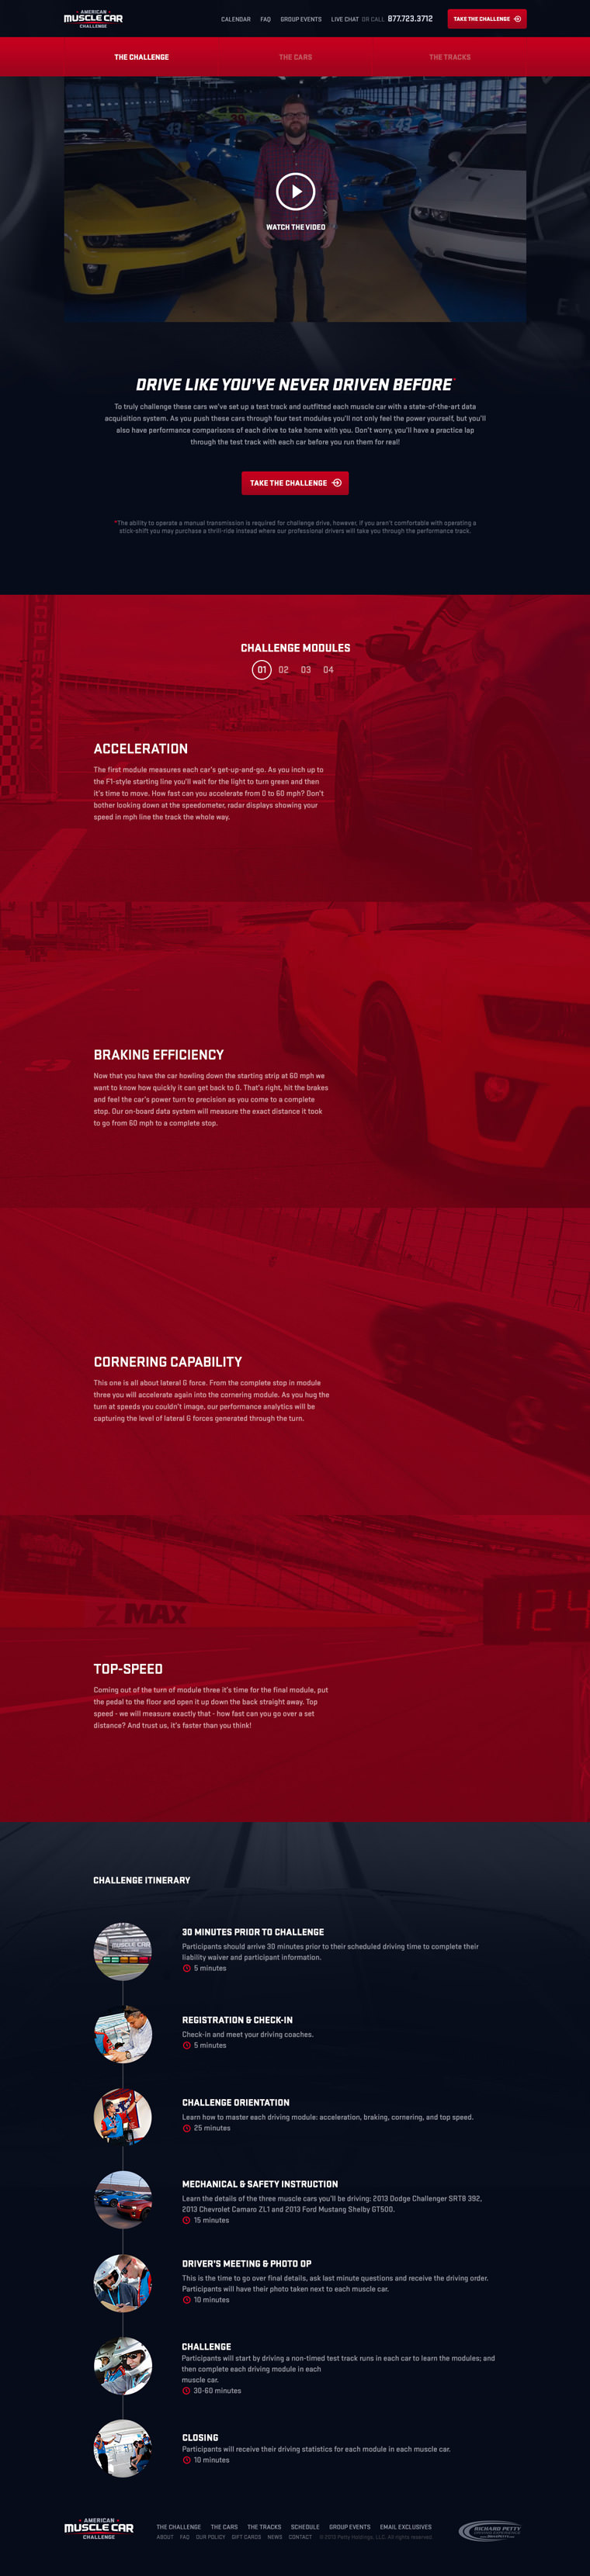 AMERICAN
MUSCLE CAR
CHALLENGE
CALENDAR FAQ GROUP EVENTS LIVE CHAT OR CALL 877.723.3712 TAKE THE CHALLENGE
THE CHALLENGE THE CARS THE TRACKS
43 43
WATCH THE VIDEO
DRIVE LIKE YOU'VE NEVER DRIVEN BEFORE*
To truly challenge these cars we've set up a test track and outfitted each muscle car with a state-of-the-art data
acquisition system. As you push these cars through four test modules you'll not only feel the power yourself, but you'll
also have performance comparisons of each drive to take home with you. Don't worry, you'll have a practice lap
through the test track with each car before you run them for real!
TAKE THE CHALLENGE
*The ability to operate a manual transmission is required for challenge drive, however, if you aren't comfortable with operating a
stick-shift you may purchase a thrill-ride instead where our professional drivers will take you through the performance track.
CHALLENGE MODULES
01 02 03 04
ACCELERATION
The first module measures each car's get-up-and-go. As you inch up to
the F1-style starting line you'll wait for the light to turn green and then
it's time to move. How fast can you accelerate from 0 to 60 mph? Don't
bother looking down at the speedometer, radar displays showing your
speed in mph line the track the whole way.
BRAKING EFFICIENCY
Now that you have the car howling down the starting strip at 60 mph we
want to know how quickly it can get back to 0. That's right, hit the brakes
and feel the car's power turn to precision as you come to a complete
stop. Our on-board data system will measure the exact distance it took
to go from 60 mph to a complete stop.
CORNERING CAPABILITY
This one is all about lateral G force. From the complete stop in module
three you will accelerate again into the cornering module. As you hug the
turn at speeds you couldn't image, our performance analytics will be
capturing the level of lateral G forces generated through the turn.
Z MAX
124
TOP-SPEED
Coming out of the turn of module three it's time for the final module, put
the pedal to the floor and open it up down the back straight away. Top
speed - we will measure exactly that - how fast can you go over a set
distance? And trust us, it's faster than you think!
CHALLENGE ITINERARY
MUSCLE CAR
30 MINUTES PRIOR TO CHALLENGE
Participants should arrive 30 minutes prior to their scheduled driving time to complete their
liability waiver and participant information.
5 minutes
REGISTRATION & CHECK-IN
Check-in and meet your driving coaches.
5 minutes
CHALLENGE ORIENTATION
Learn how to master each driving module: acceleration, braking, cornering, and top speed.
25 minutes
MECHANICAL & SAFETY INSTRUCTION
Learn the details of the three muscle cars you'll be driving: 2013 Dodge Challenger SRT8 392,
2013 Chevrolet Camaro ZL1 and 2013 Ford Mustang Shelby GT500.
15 minutes
DRIVER'S MEETING & PHOTO OP
This is the time to go over final details, ask last minute questions and receive the driving order.
Participants will have their photo taken next to each muscle car.
10 minutes
CHALLENGE
Participants will start by driving a non-timed test track runs in each car to learn the modules; and
then complete each driving module in each
muscle car.
30-60 minutes
CLOSING
Participants will receive their driving statistics for each module in each muscle car.
10 minutes
AMERICAN
MUSCLE CAR
CHALLENGE
THE CHALLENGE THE CARS THE TRACKS SCHEDULE GROUP EVENTS EMAIL EXCLUSIVES
ABOUT FAQ OUR POLICY GIFT CARDS NEWS CONTACT © 2013 Petty Holdings, LLC. All rights reserved.
RICHARD PETTY
DRIVING EXPERIENCE